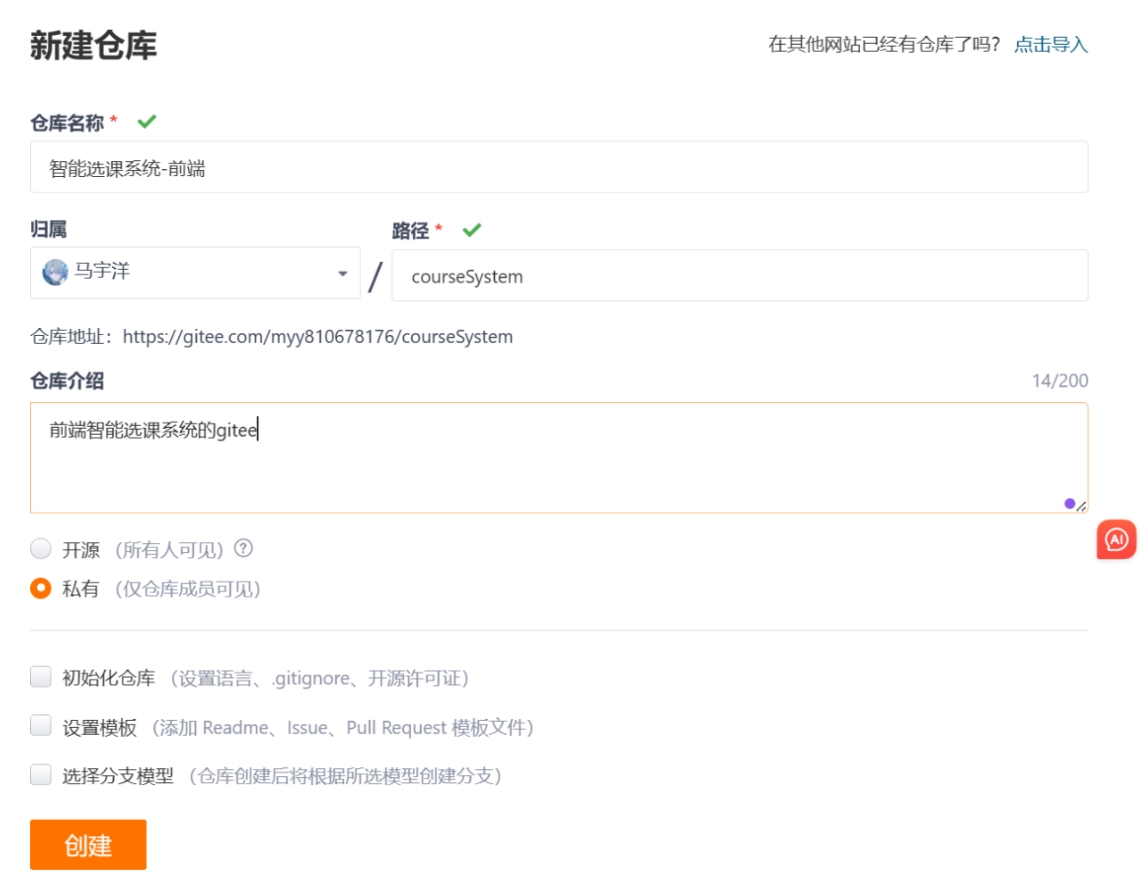 新建仓库
在其他网站已经有仓库了吗? 点击导入
仓库名称 *
智能选课系统-前端
归属
路径 *
马宇洋 / courseSystem
仓库地址：https://gitee.com/myy810678176/courseSystem
仓库介绍 14/200
前端智能选课系统的gitee
开源 (所有人可见) ?
私有 (仅仓库成员可见)
AI
初始化仓库 (设置语言、.gitignore、开源许可证)
设置模板 (添加 Readme、Issue、Pull Request 模板文件)
选择分支模型 (仓库创建后将根据所选模型创建分支)
创建